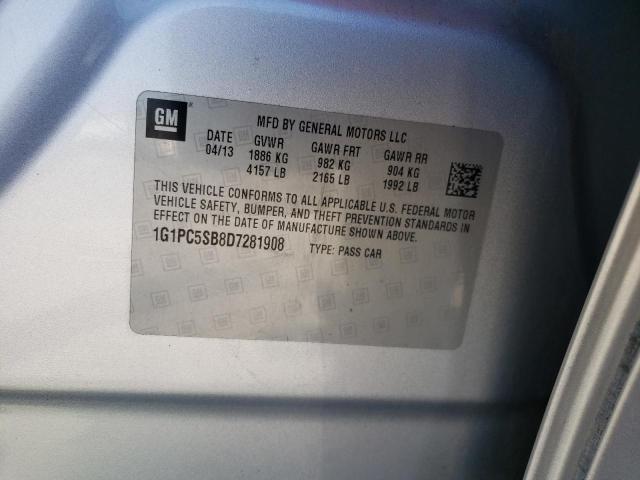 GM
MFD BY GENERAL MOTORS LLC
DATE GVWR GAWR FRT GAWR RR
04/13 1886 KG 982 KG 904 KG
4157 LB 2165 LB 1992 LB
THIS VEHICLE CONFORMS TO ALL APPLICABLE U.S. FEDERAL MOTOR
VEHICLE SAFETY, BUMPER, AND THEFT PREVENTION STANDARDS IN
EFFECT ON THE DATE OF MANUFACTURE SHOWN ABOVE.
1G1PC5SB8D7281908 TYPE: PASS CAR